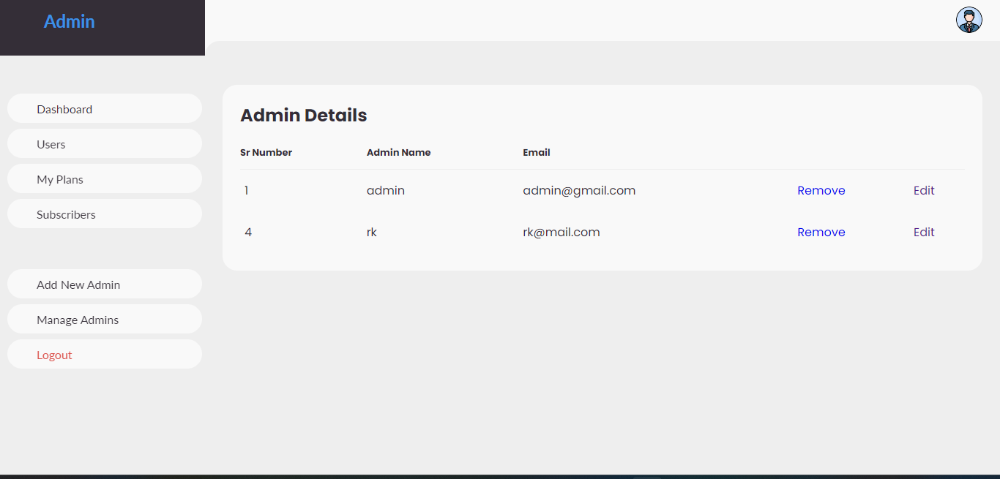 Admin
Dashboard
Users
My Plans
Subscribers
Add New Admin
Manage Admins
Logout
Admin Details
Sr Number Admin Name Email
1 admin admin@gmail.com Remove Edit
4 rk rk@mail.com Remove Edit